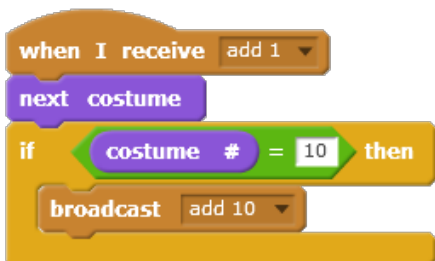 when I receive add 1
next costume
if costume # = 10 then
broadcast add 10